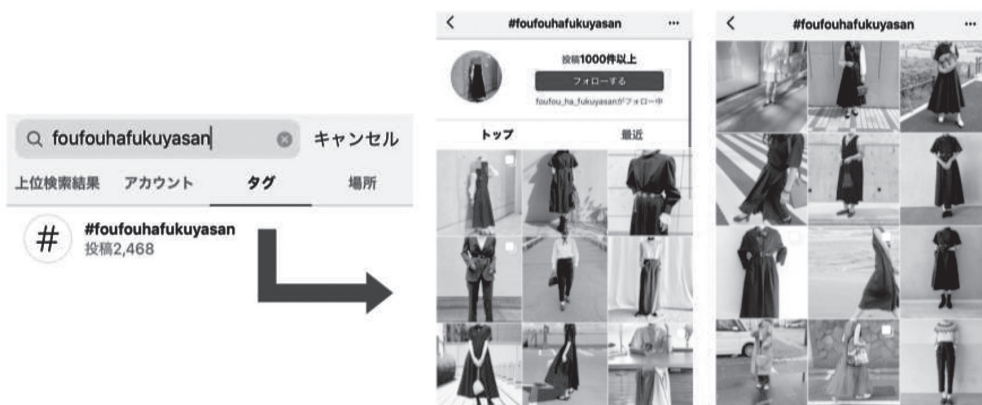 foufouhafukuyasan
キャンセル
上位検索結果 アカウント タグ 場所
#foufouhafukuyasan
投稿2,468
#foufouhafukuyasan
投稿1000件以上
フォローする
foufou_ha_fukuyasanがフォロー中
トップ 最近
#foufouhafukuyasan